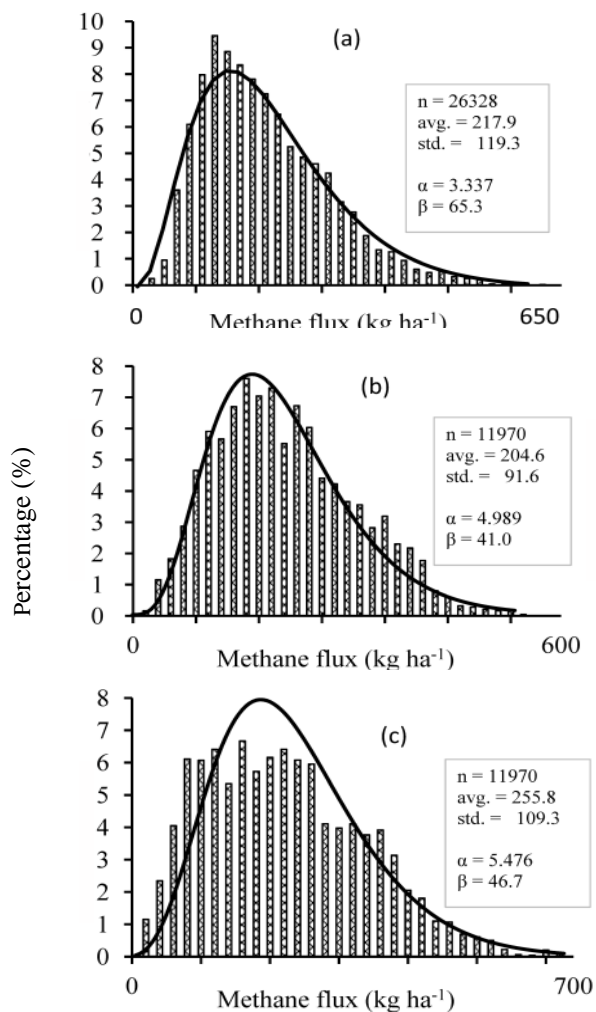 Percentage (%)
(a)
10
9
8
7
6
5
4
3
2
1
0
n = 26328
avg. = 217.9
std. = 119.3
α = 3.337
β = 65.3
0 650
Methane flux (kg ha⁻¹)
(b)
8
7
6
5
4
3
2
1
0
n = 11970
avg. = 204.6
std. = 91.6
α = 4.989
β = 41.0
0 600
Methane flux (kg ha⁻¹)
(c)
8
7
6
5
4
3
2
1
0
n = 11970
avg. = 255.8
std. = 109.3
α = 5.476
β = 46.7
0 700
Methane flux (kg ha⁻¹)